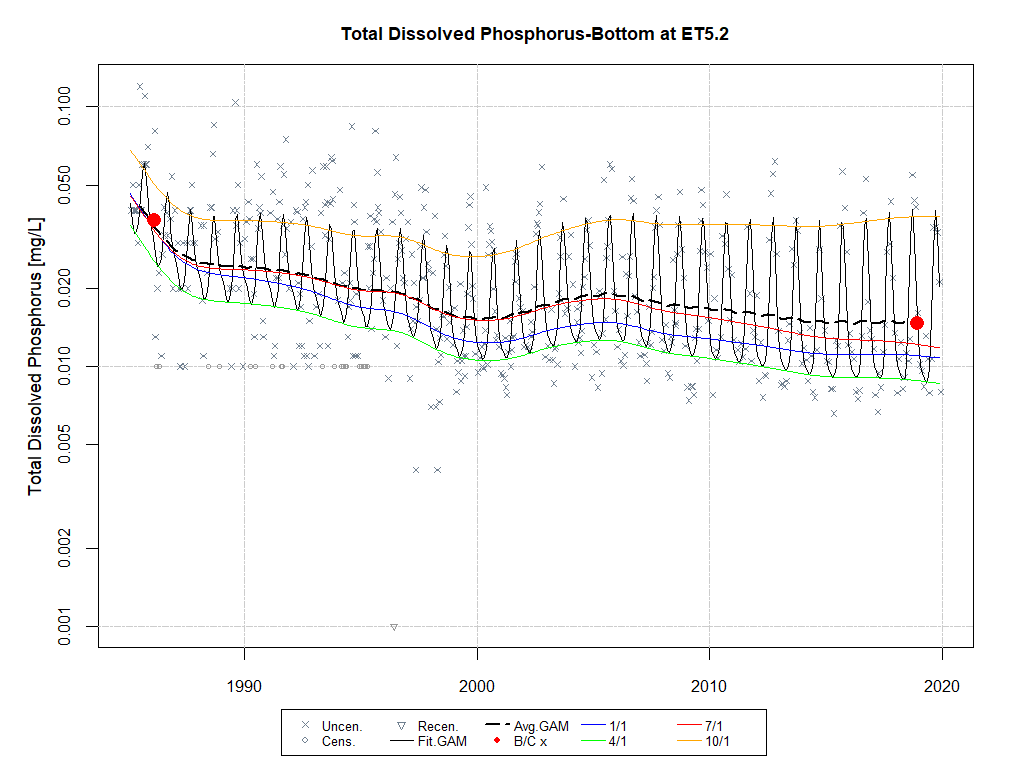 Total Dissolved Phosphorus-Bottom at ET5.2
Total Dissolved Phosphorus [mg/L]
0.100
0.050
0.020
0.010
0.005
0.002
0.001
1990 2000 2010 2020
Uncen. Recen. Avg.GAM 1/1 7/1
Cens. Fit.GAM B/C x 4/1 10/1